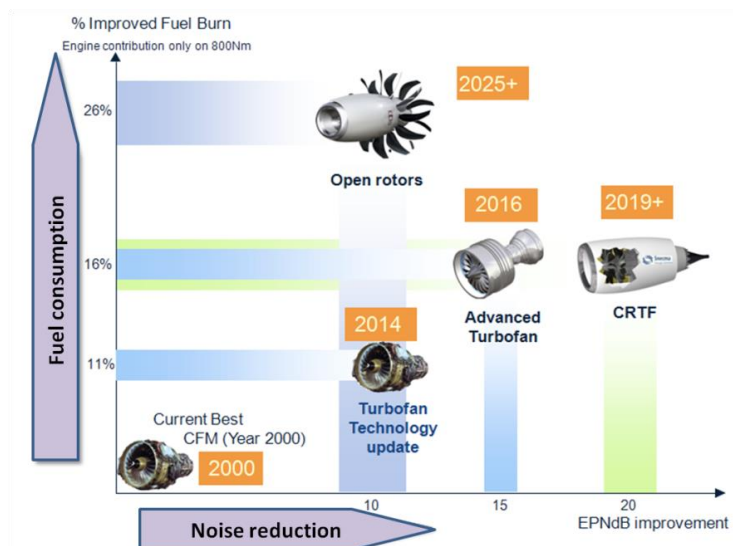 % Improved Fuel Burn
Engine contribution only on 800Nm
26%
2025+
Open rotors
Fuel consumption
2016
2019+
16%
Advanced
Turbofan
CRTF
2014
11%
Turbofan
Technology
update
Current Best
CFM (Year 2000)
2000
10
15
20
EPNdB improvement
Noise reduction